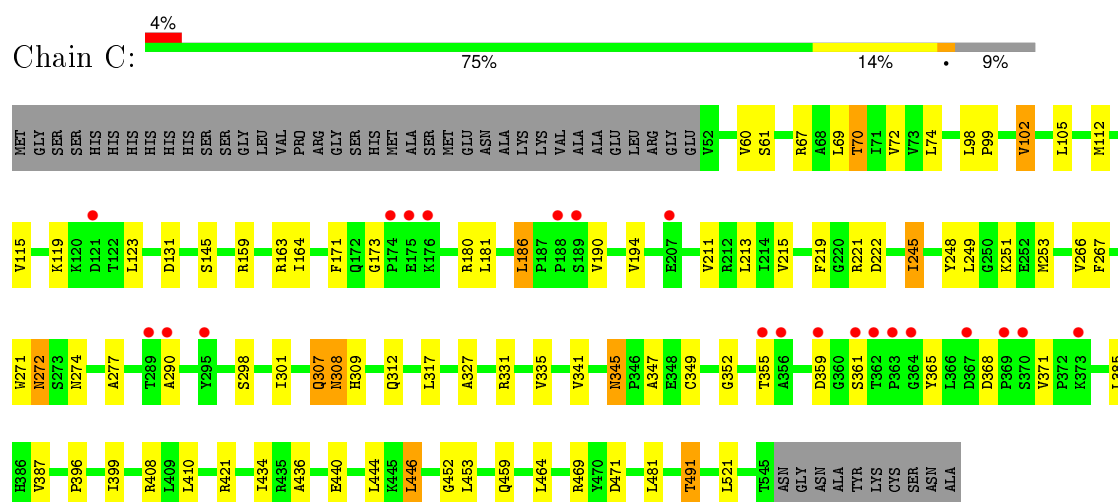 4%
Chain C:
75% 14% • 9%
MET GLY SER SER HIS HIS HIS HIS HIS HIS SER SER GLY LEU VAL PRO ARG GLY SER HIS MET ALA SER MET GLU ASN ALA LYS LYS VAL ALA ALA GLU LEU ARG GLY GLU V52 V60 S61 R67 A68 L69 T70 I71 V72 V73 L74 L98 P99 V102 L105 M112
V115 K119 K120 D121 T122 L123 D131 S145 R159 R163 I164 F171 Q172 G173 P174 E175 K176 R180 L181 L186 P187 P188 S189 V190 V194 E207 V211 R212 L213 I214 V215 F219 G220 R221 D222 I245 Y248 L249 G250 K251 E252 M253 V266 F267
W271 N272 S273 N274 A277 T289 A290 Y295 S298 I301 Q307 N308 H309 Q312 L317 A327 R331 V335 V341 N345 P346 A347 E348 C349 G352 T355 A356 D359 G360 S361 T362 P363 G364 Y365 L366 D367 D368 P369 S370 V371 P372 K373 L385
H386 V387 P396 I399 R408 L409 L410 R421 I434 R435 A436 E440 L444 K445 L446 G452 L453 Q459 L464 R469 Y470 D471 L481 T491 L521 T545 ASN GLY ASN ALA TYR LYS CYS SER ASN ALA